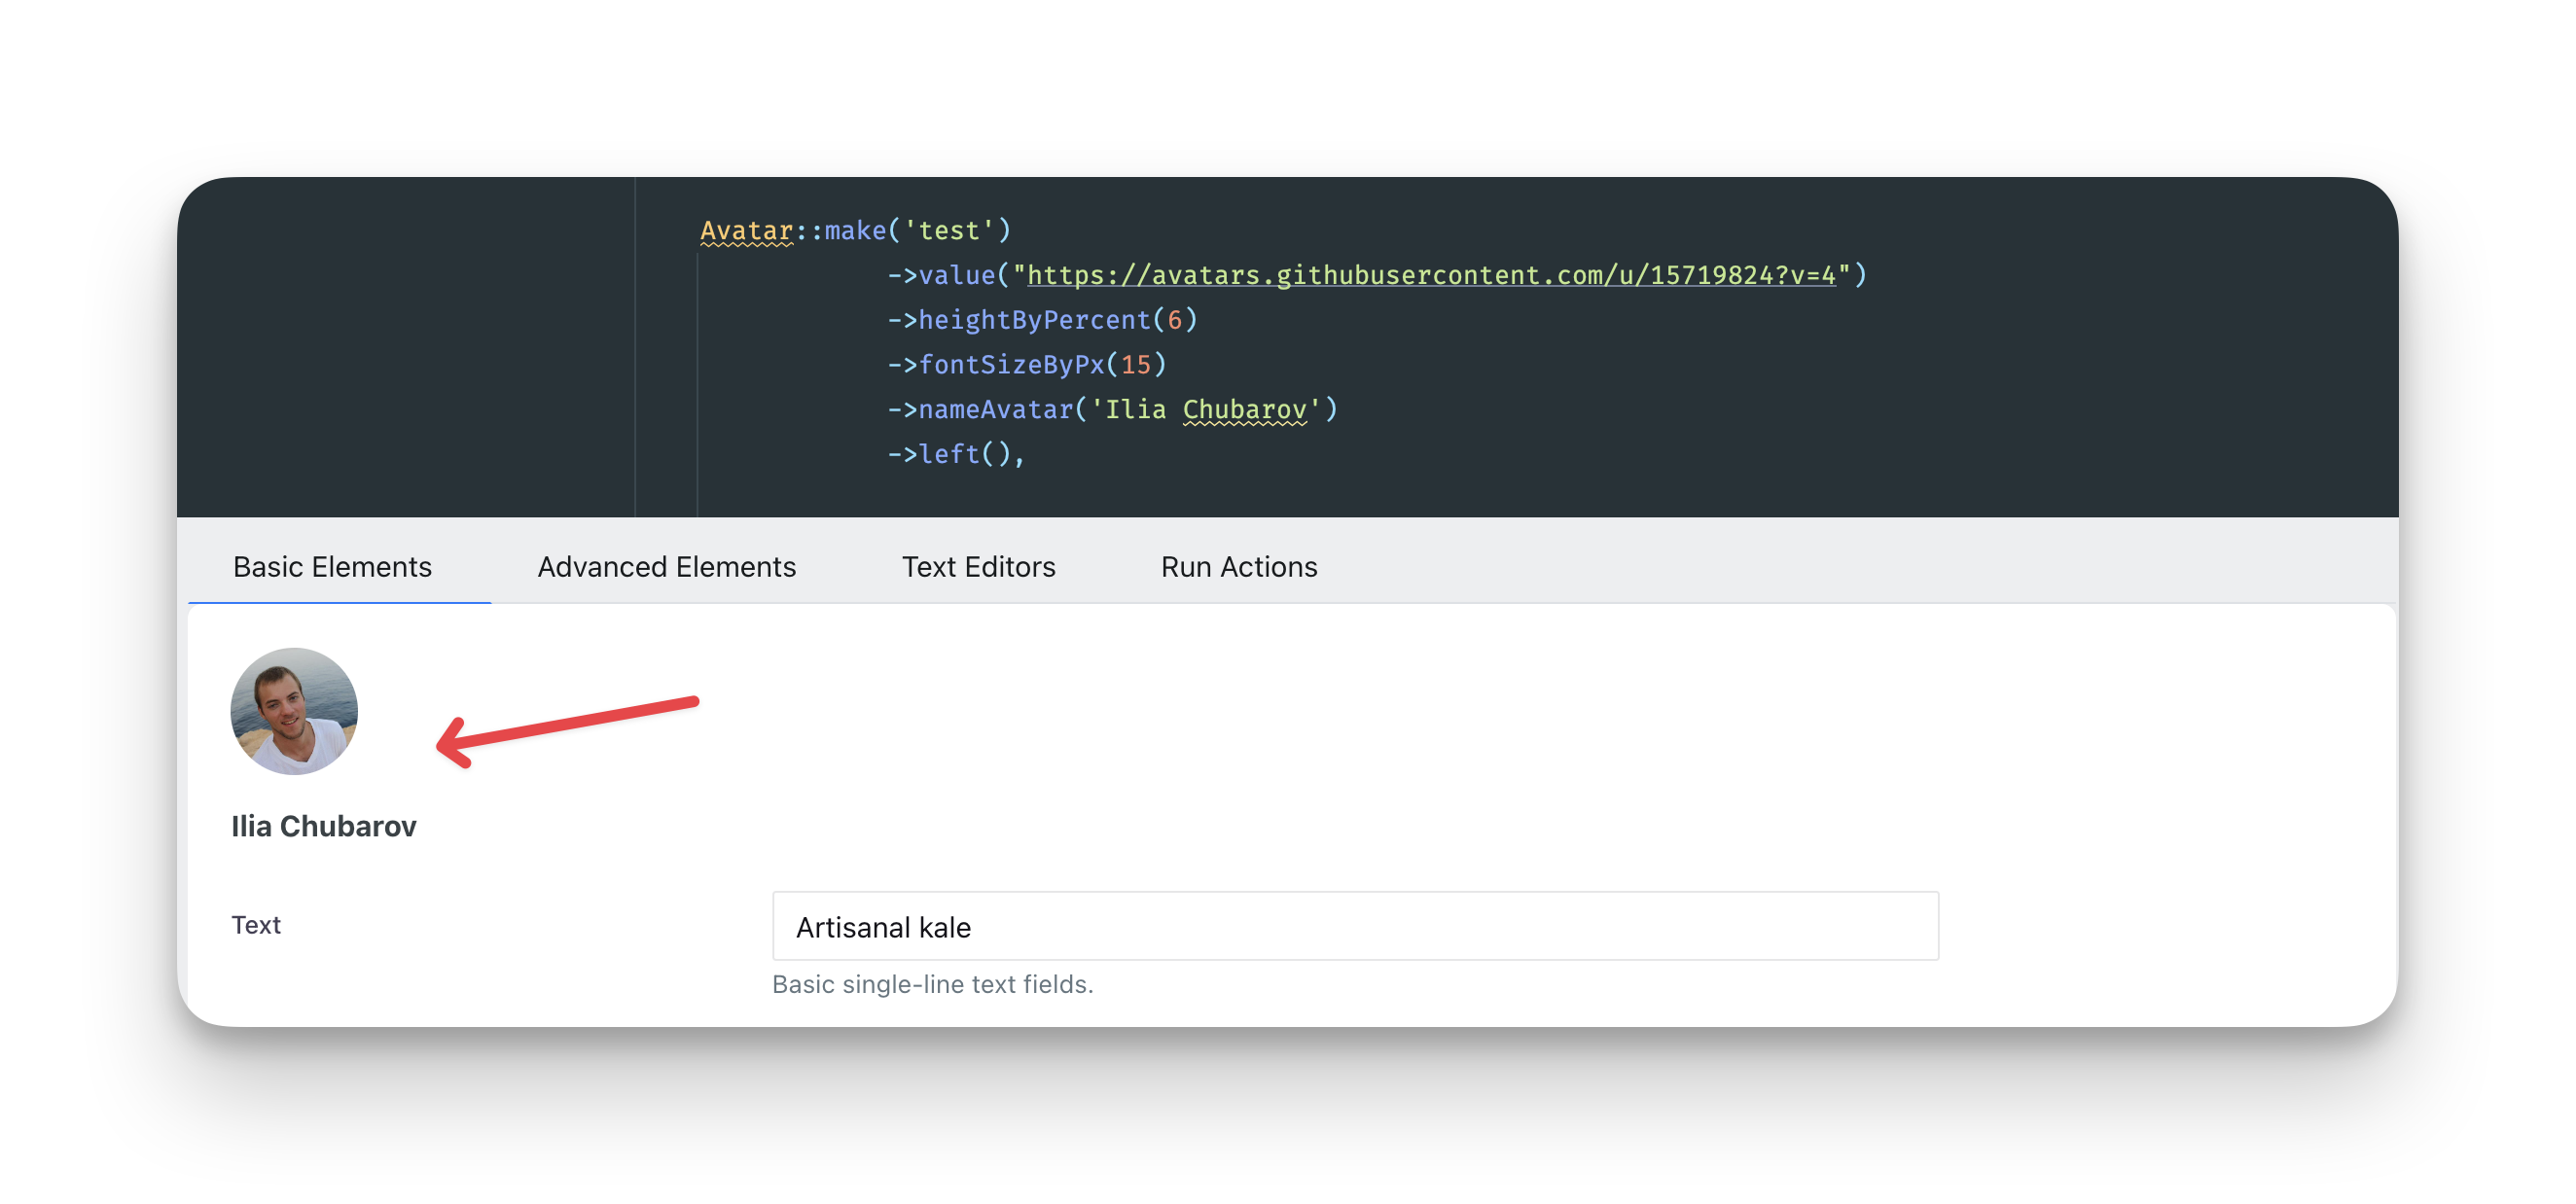 Avatar::make('test')
->value("https://avatars.githubusercontent.com/u/15719824?v=4")
->heightByPercent(6)
->fontSizeByPx(15)
->nameAvatar('Ilia Chubarov')
->left(),
Basic Elements Advanced Elements Text Editors Run Actions
Ilia Chubarov
Text Artisanal kale
Basic single-line text fields.